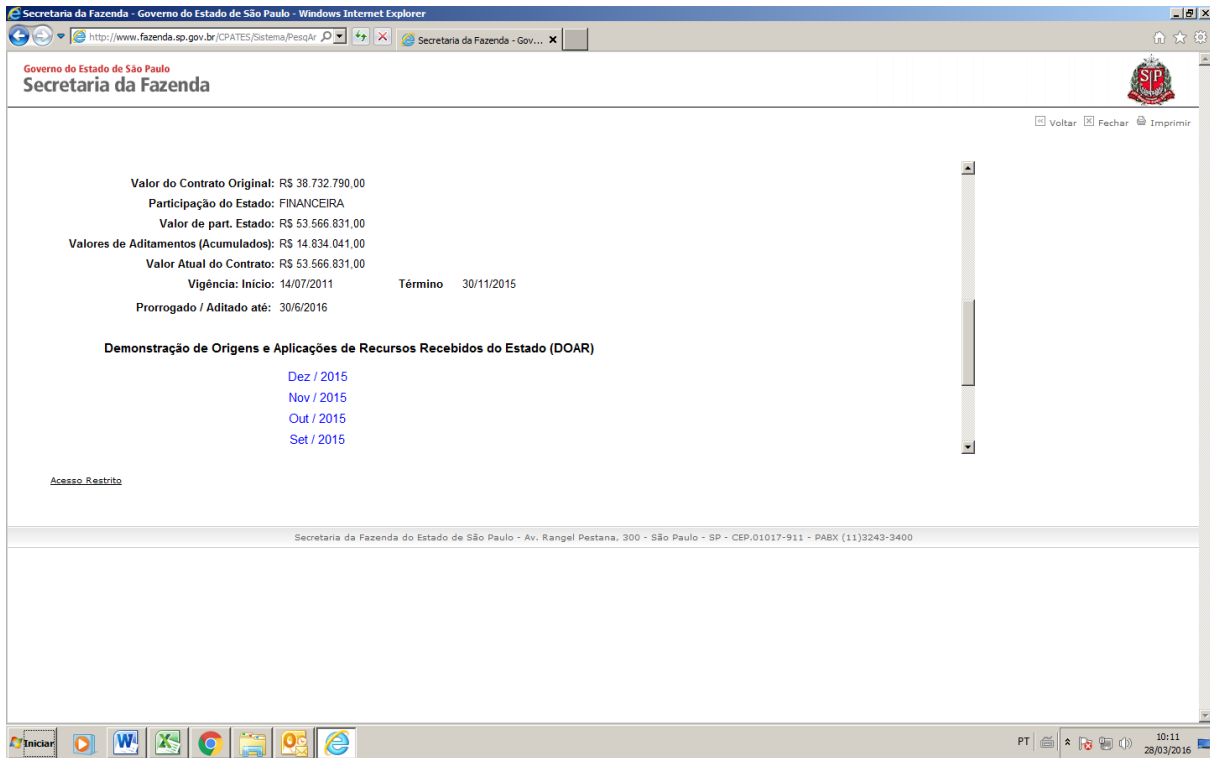 Secretaria da Fazenda - Governo do Estado de São Paulo - Windows Internet Explorer
http://www.fazenda.sp.gov.br/CPATES/Sistema/PesqAr
Secretaria da Fazenda - Gov...
Governo do Estado de São Paulo
Secretaria da Fazenda
Voltar Fechar Imprimir
Valor do Contrato Original: R$ 38.732.790,00
Participação do Estado: FINANCEIRA
Valor de part. Estado: R$ 53.566.831,00
Valores de Aditamentos (Acumulados): R$ 14.834.041,00
Valor Atual do Contrato: R$ 53.566.831,00
Vigência: Início: 14/07/2011 Término 30/11/2015
Prorrogado / Aditado até: 30/6/2016
Demonstração de Origens e Aplicações de Recursos Recebidos do Estado (DOAR)
Dez / 2015
Nov / 2015
Out / 2015
Set / 2015
Acesso Restrito
Secretaria da Fazenda do Estado de São Paulo - Av. Rangel Pestana, 300 - São Paulo - SP - CEP.01017-911 - PABX (11)3243-3400
Iniciar
PT
10:11
28/03/2016